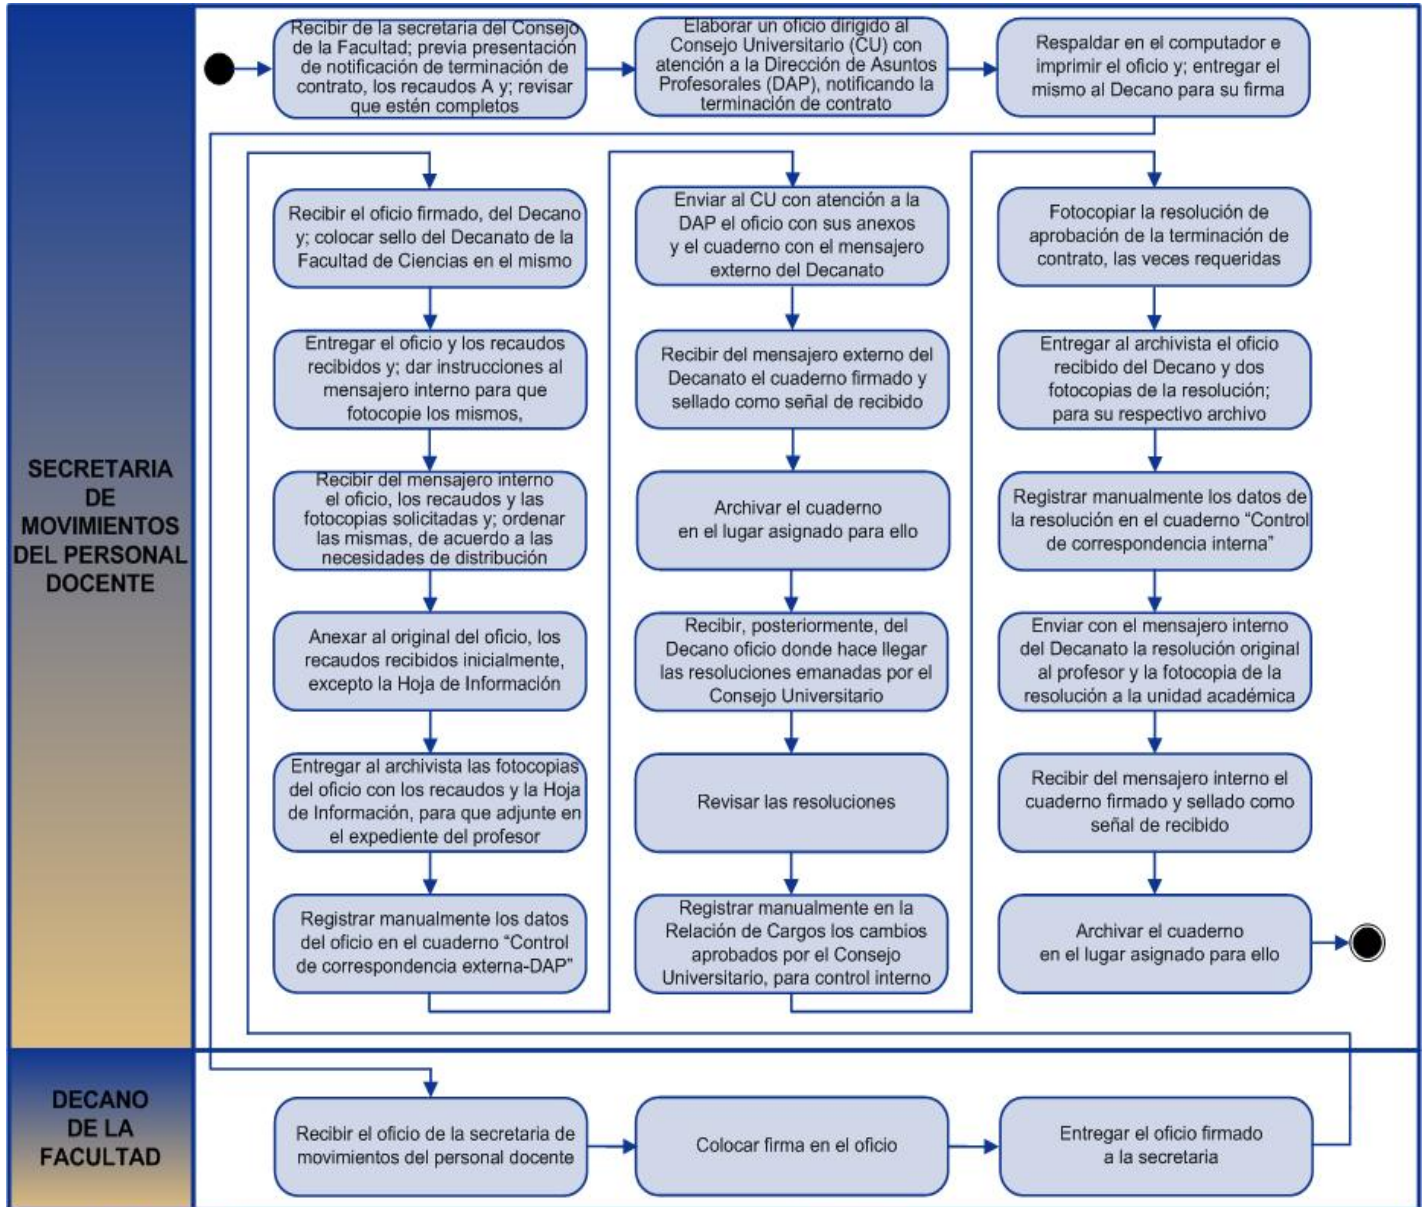 SECRETARIA
DE
MOVIMIENTOS
DEL PERSONAL
DOCENTE
Recibir de la secretaria del Consejo
de la Facultad; previa presentación
de notificación de terminación de
contrato, los recaudos A y; revisar
que estén completos
Elaborar un oficio dirigido al
Consejo Universitario (CU) con
atención a la Dirección de Asuntos
Profesorales (DAP), notificando la
terminación de contrato
Respaldar en el computador e
imprimir el oficio y; entregar el
mismo al Decano para su firma
Recibir el oficio firmado, del Decano
y; colocar sello del Decanato de la
Facultad de Ciencias en el mismo
Entregar el oficio y los recaudos
recibidos y; dar instrucciones al
mensajero interno para que
fotocopie los mismos,
Recibir del mensajero interno
el oficio, los recaudos y las
fotocopias solicitadas y; ordenar
las mismas, de acuerdo a las
necesidades de distribución
Anexar al original del oficio, los
recaudos recibidos inicialmente,
excepto la Hoja de Información
Entregar al archivista las fotocopias
del oficio con los recaudos y la Hoja
de Información, para que adjunte en
el expediente del profesor
Registrar manualmente los datos
del oficio en el cuaderno “Control
de correspondencia externa-DAP”
Enviar al CU con atención a la
DAP el oficio con sus anexos
y el cuaderno con el mensajero
externo del Decanato
Recibir del mensajero externo del
Decanato el cuaderno firmado y
sellado como señal de recibido
Archivar el cuaderno
en el lugar asignado para ello
Recibir, posteriormente, del
Decano oficio donde hace llegar
las resoluciones emanadas por el
Consejo Universitario
Revisar las resoluciones
Registrar manualmente en la
Relación de Cargos los cambios
aprobados por el Consejo
Universitario, para control interno
Fotocopiar la resolución de
aprobación de la terminación de
contrato, las veces requeridas
Entregar al archivista el oficio
recibido del Decano y dos
fotocopias de la resolución;
para su respectivo archivo
Registrar manualmente los datos de
la resolución en el cuaderno “Control
de correspondencia interna”
Enviar con el mensajero interno
del Decanato la resolución original
al profesor y la fotocopia de la
resolución a la unidad académica
Recibir del mensajero interno el
cuaderno firmado y sellado como
señal de recibido
Archivar el cuaderno
en el lugar asignado para ello
DECANO
DE LA
FACULTAD
Recibir el oficio de la secretaria de
movimientos del personal docente
Colocar firma en el oficio
Entregar el oficio firmado
a la secretaria